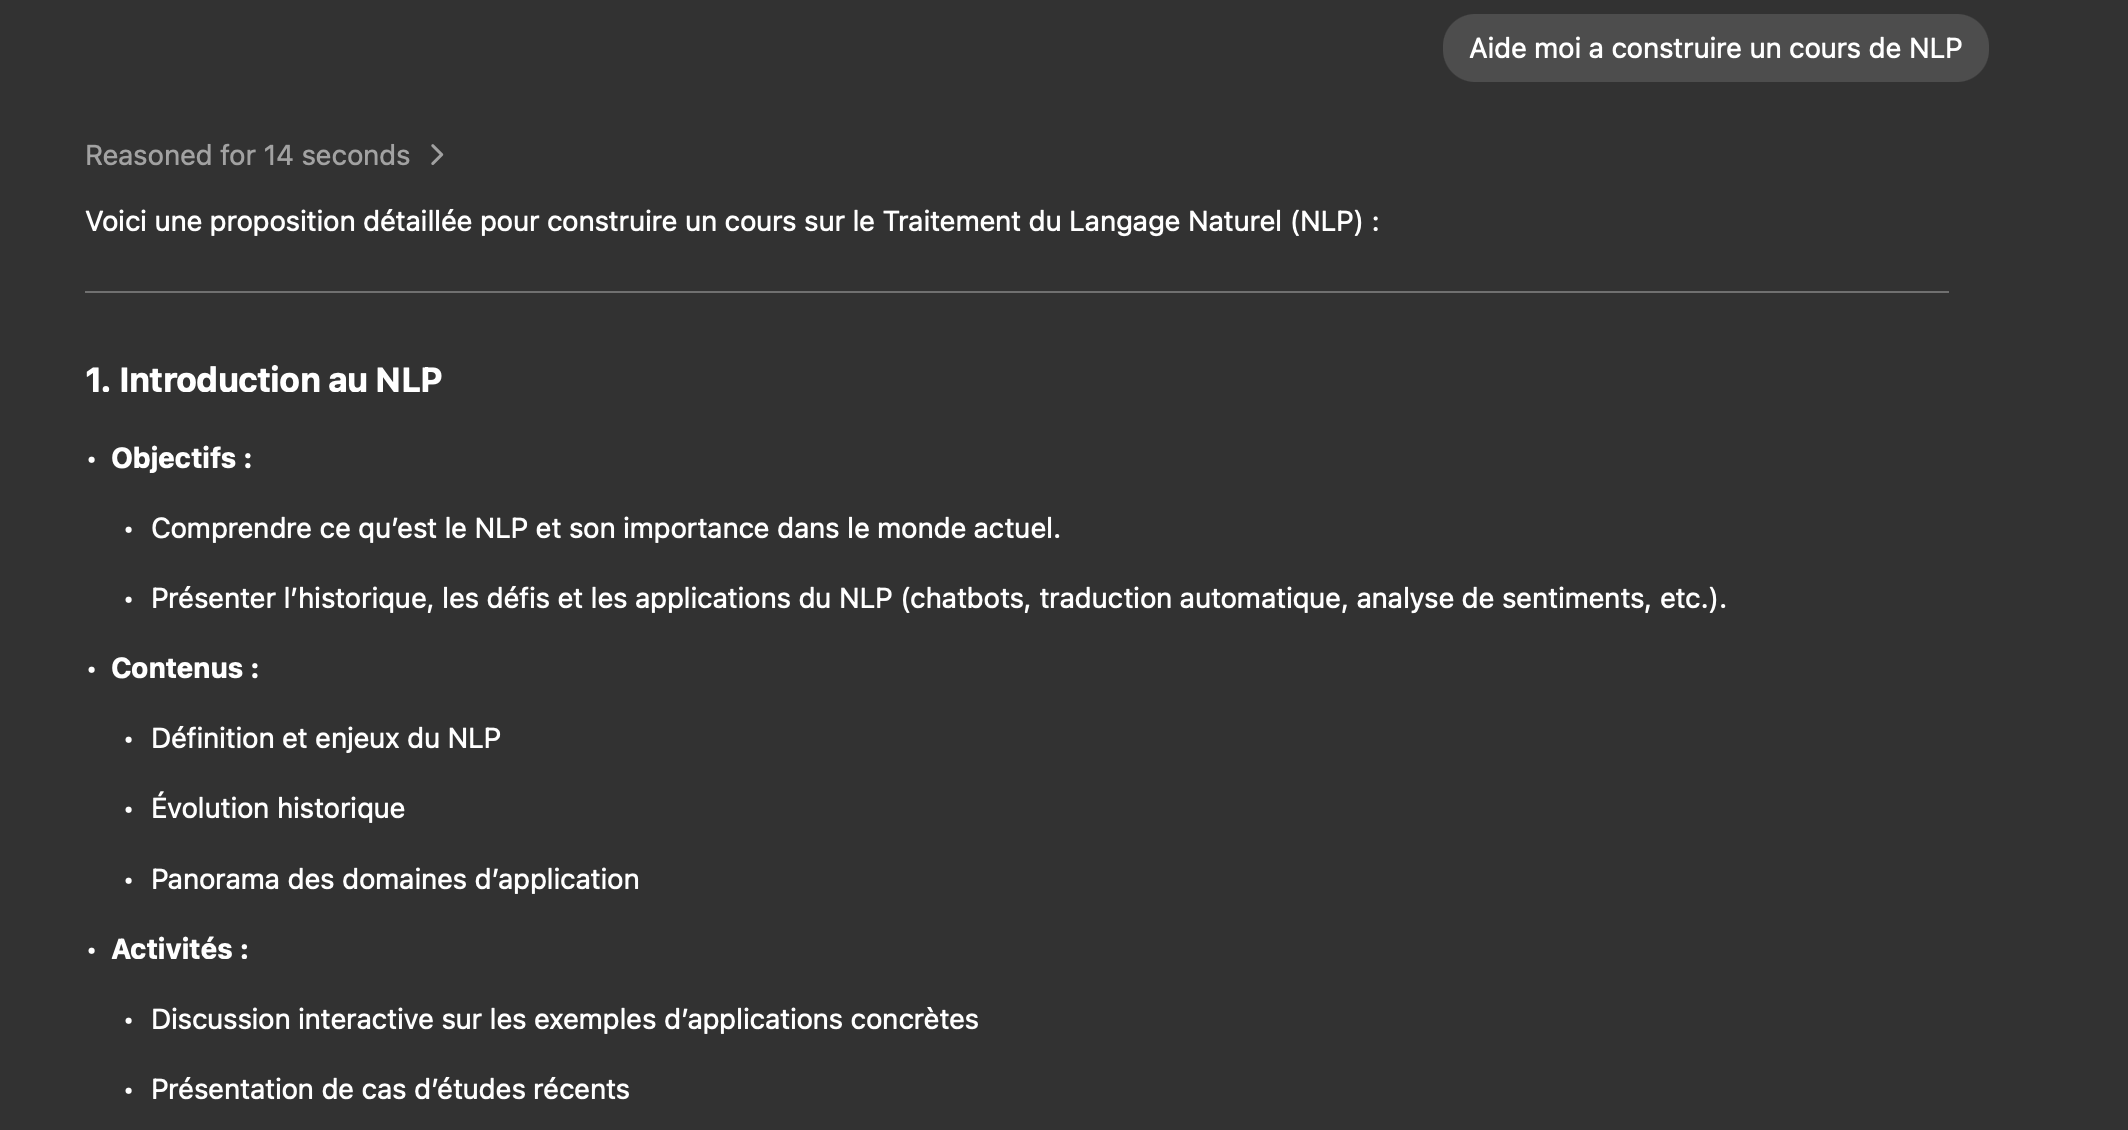 Aide moi a construire un cours de NLP
Reasoned for 14 seconds >
Voici une proposition détaillée pour construire un cours sur le Traitement du Langage Naturel (NLP) :
1. Introduction au NLP
• Objectifs :
• Comprendre ce qu’est le NLP et son importance dans le monde actuel.
• Présenter l’historique, les défis et les applications du NLP (chatbots, traduction automatique, analyse de sentiments, etc.).
• Contenus :
• Définition et enjeux du NLP
• Évolution historique
• Panorama des domaines d’application
• Activités :
• Discussion interactive sur les exemples d’applications concrètes
• Présentation de cas d’études récents